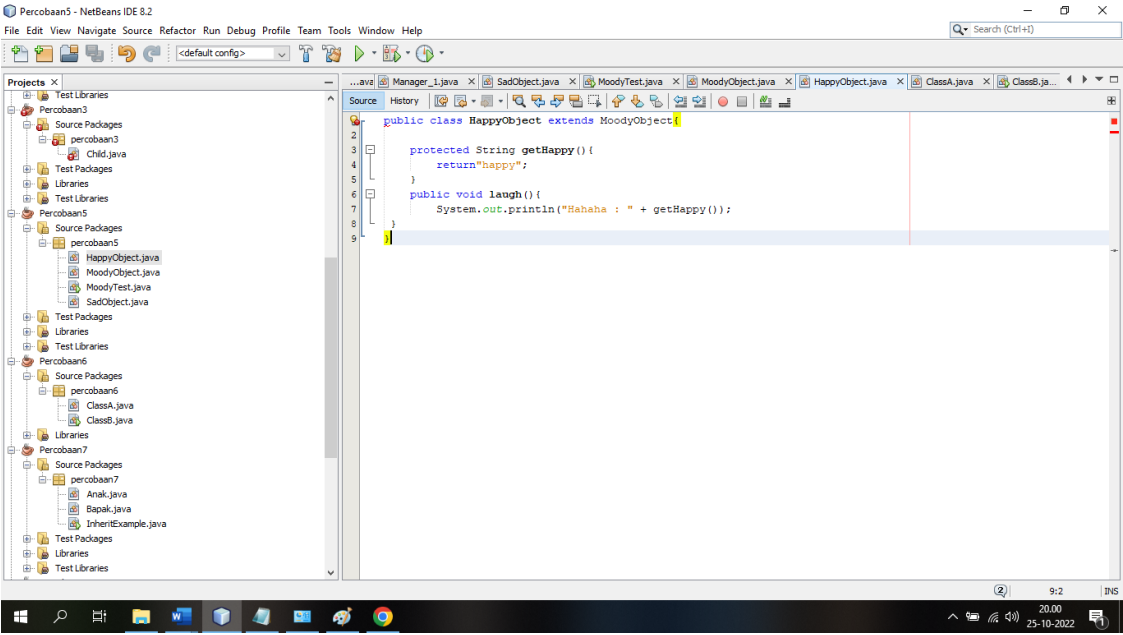 Percobaan5 - NetBeans IDE 8.2
File Edit View Navigate Source Refactor Run Debug Profile Team Tools Window Help
Search (Ctrl+I)
<default config>
Projects
...ava Manager_1.java SadObject.java MoodyTest.java MoodyObject.java HappyObject.java ClassA.java ClassB.ja...
Source History
Test Libraries
Percobaan3
Source Packages
percobaan3
Child.java
Test Packages
Libraries
Test Libraries
Percobaan5
Source Packages
percobaan5
HappyObject.java
MoodyObject.java
MoodyTest.java
SadObject.java
Test Packages
Libraries
Test Libraries
Percobaan6
Source Packages
percobaan6
ClassA.java
ClassB.java
Libraries
Percobaan7
Source Packages
percobaan7
Anak.java
Bapak.java
InheritExample.java
Test Packages
Libraries
Test Libraries
public class HappyObject extends MoodyObject{
2
3 protected String getHappy(){
4 return"happy";
5 }
6 public void laugh(){
7 System.out.println("Hahaha : " + getHappy());
8 }
9 }
2 9:2 INS
20.00
25-10-2022